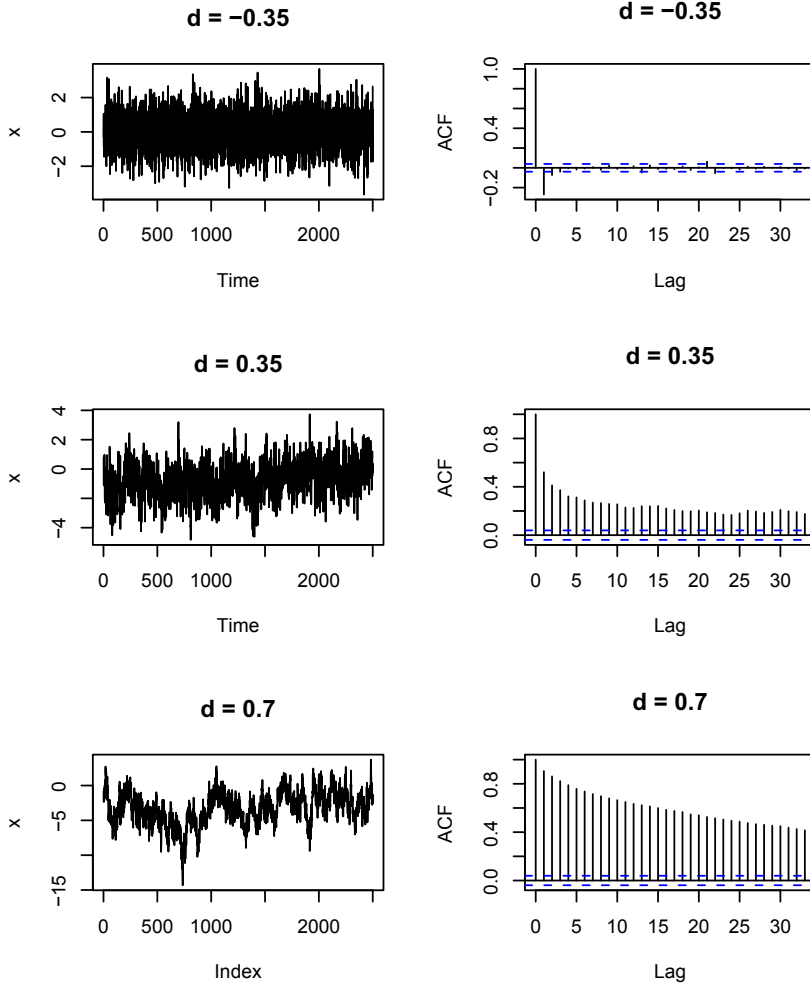 d = −0.35
x
2
0
−2
0 500 1000 2000
Time
d = −0.35
ACF
1.0
0.4
−0.2
0 5 10 15 20 25 30
Lag
d = 0.35
x
4
2
0
−4
0 500 1000 2000
Time
d = 0.35
ACF
0.8
0.4
0.0
0 5 10 15 20 25 30
Lag
d = 0.7
x
0
−5
−15
0 500 1000 2000
Index
d = 0.7
ACF
0.8
0.4
0.0
0 5 10 15 20 25 30
Lag